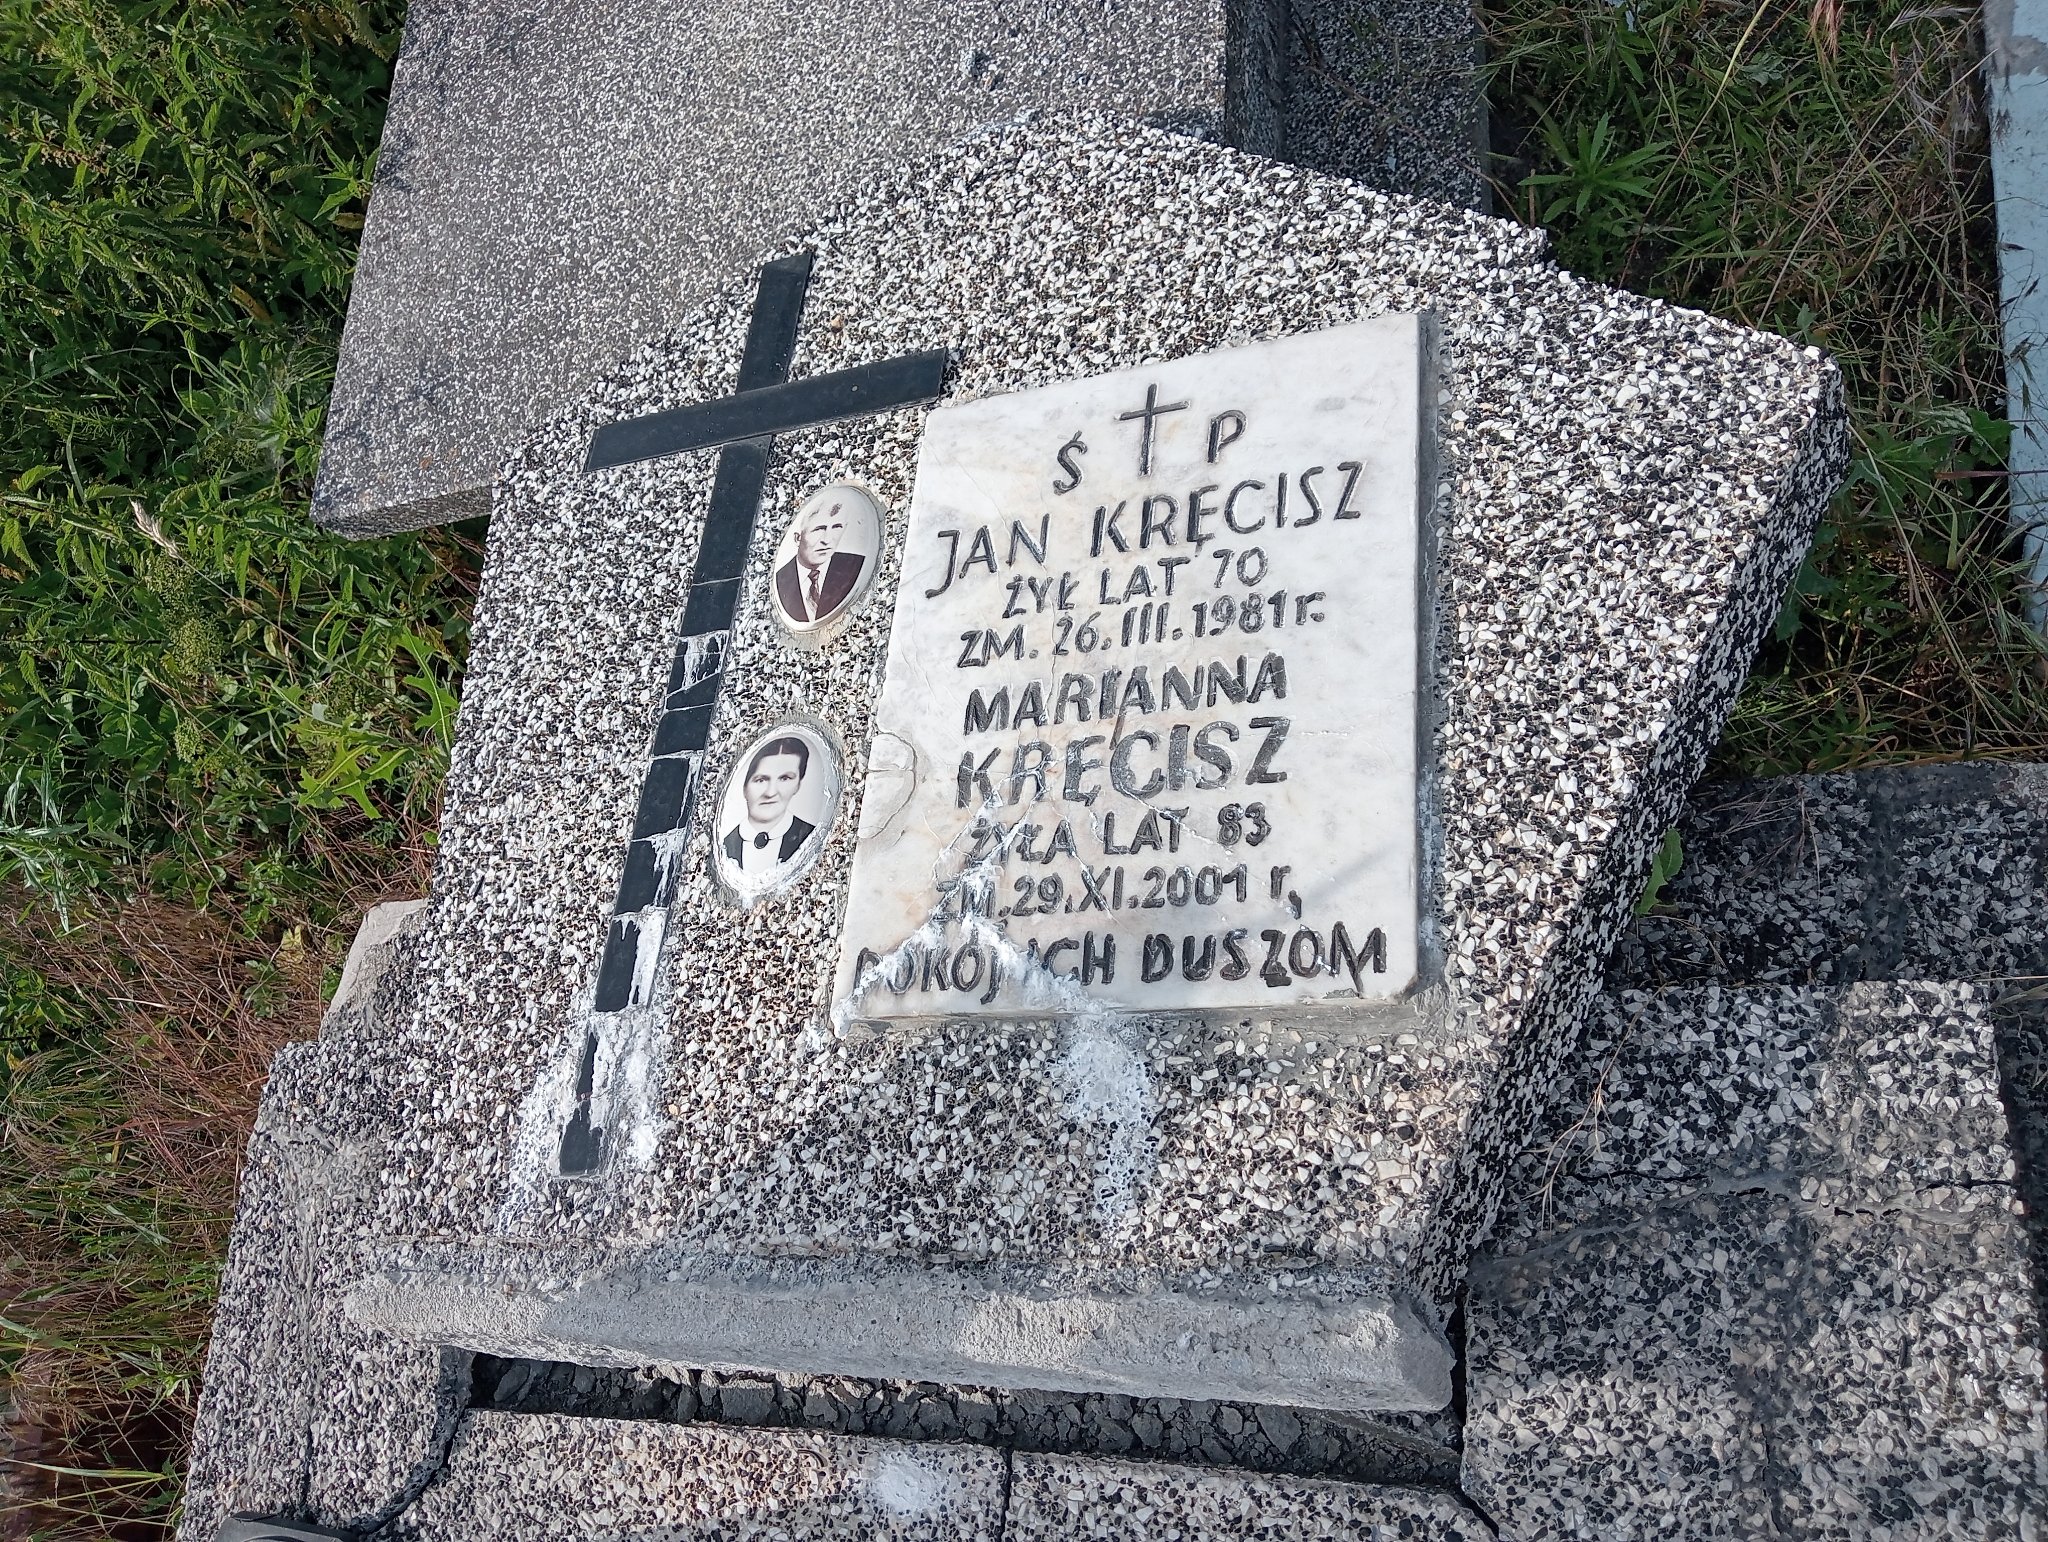 Ś † P
JAN KRĘCISZ
ŻYŁ LAT 70
ZM. 26.III.1981 r.
MARIANNA
KRĘCISZ
ŻYŁA LAT 83
ZM.29.XI.2001 r.
POKÓJ ICH DUSZOM